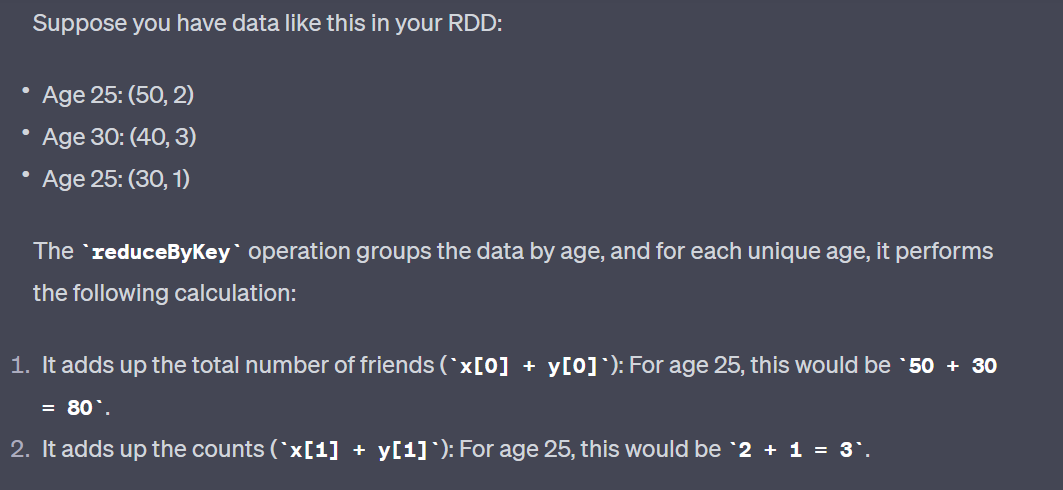 Suppose you have data like this in your RDD:
• Age 25: (50, 2)
• Age 30: (40, 3)
• Age 25: (30, 1)
The `reduceByKey` operation groups the data by age, and for each unique age, it performs
the following calculation:
1. It adds up the total number of friends (`x[0] + y[0]`): For age 25, this would be `50 + 30
= 80`.
2. It adds up the counts (`x[1] + y[1]`): For age 25, this would be `2 + 1 = 3`.